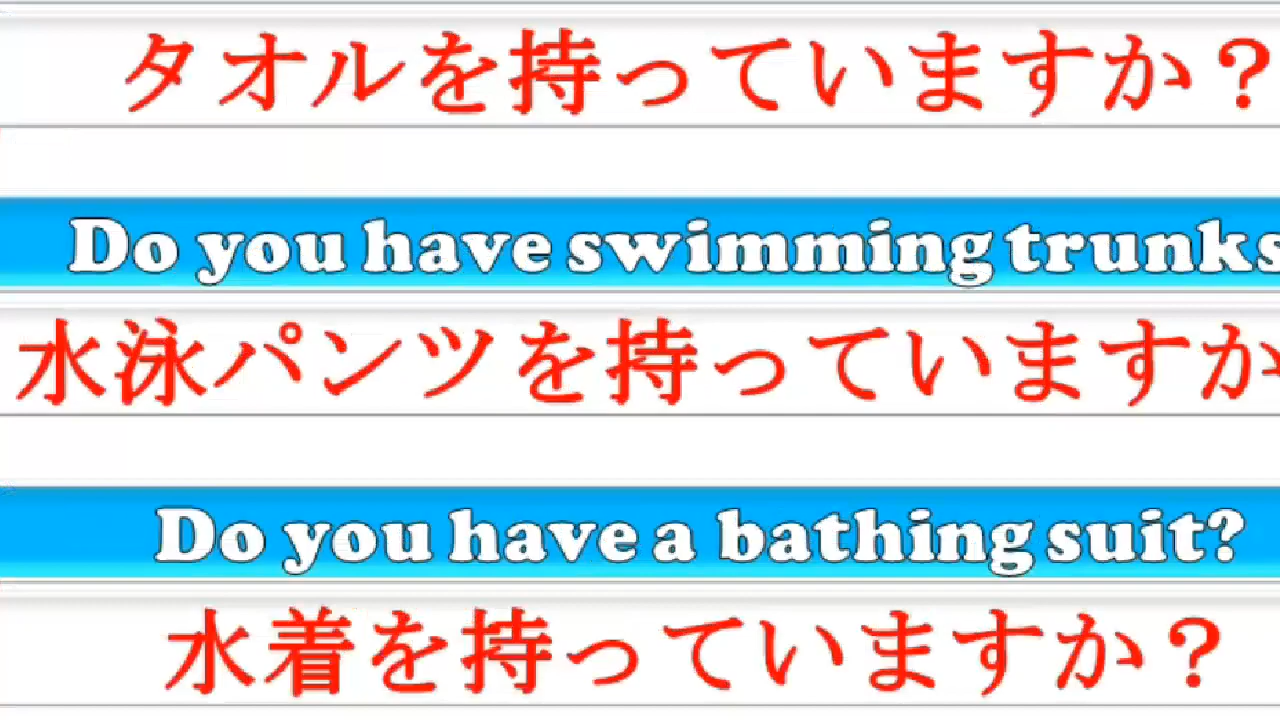 タオルを持っていますか？
Do you have swimming trunks
水泳パンツを持っていますか
Do you have a bathing suit?
水着を持っていますか？